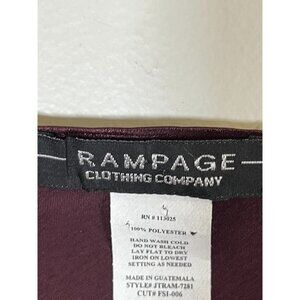 RAMPAGE
CLOTHING COMPANY
RN # 113025
100% POLYESTER
HAND WASH COLD
DO NOT BLEACH
LAY FLAT TO DRY
IRON ON LOWEST
SETTING AS NEEDED
MADE IN GUATEMALA
STYLE# JTRAM-7281
CUT# FSI-006